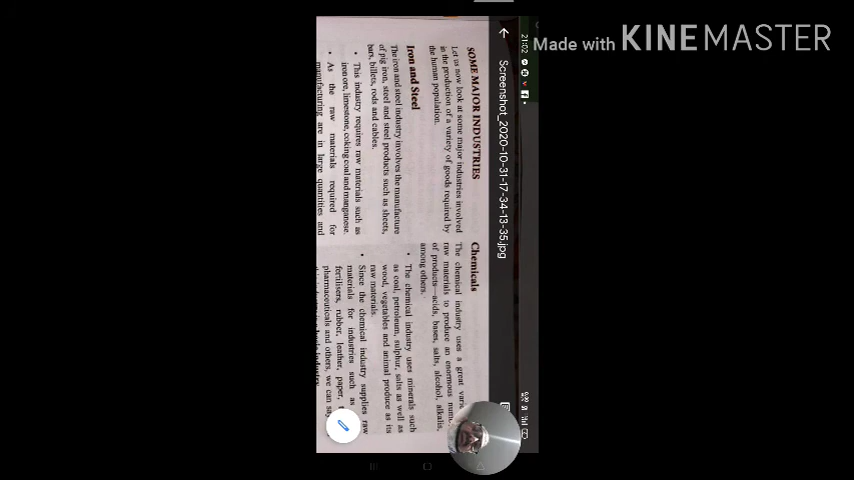 Made with KINEMASTER
21:02
Screenshot_2020-10-31-17-34-13-35.jpg
SOME MAJOR INDUSTRIES
Let us now look at some major industries involved
in the production of a variety of goods required by
the human population.
Iron and Steel
The iron and steel industry involves the manufacture
of pig iron, steel and steel products such as sheets,
bars, billets, rods and cables.
• This industry requires raw materials such as
iron ore, limestone, coking coal and manganese.
• As the raw materials required for
manufacturing are in large quantities and
Chemicals
The chemical industry uses a great
raw materials to produce an enormous
of products—acids, bases, salts, alcohol, alkalis,
among others.
• The chemical industry uses minerals such
as coal, petroleum, sulphur, salts as well as
wood, vegetables and animal produce as its
raw materials.
• Since the chemical industry supplies raw
materials for industries such as
fertilisers, rubber, leather, paper,
pharmaceuticals and others, we can say